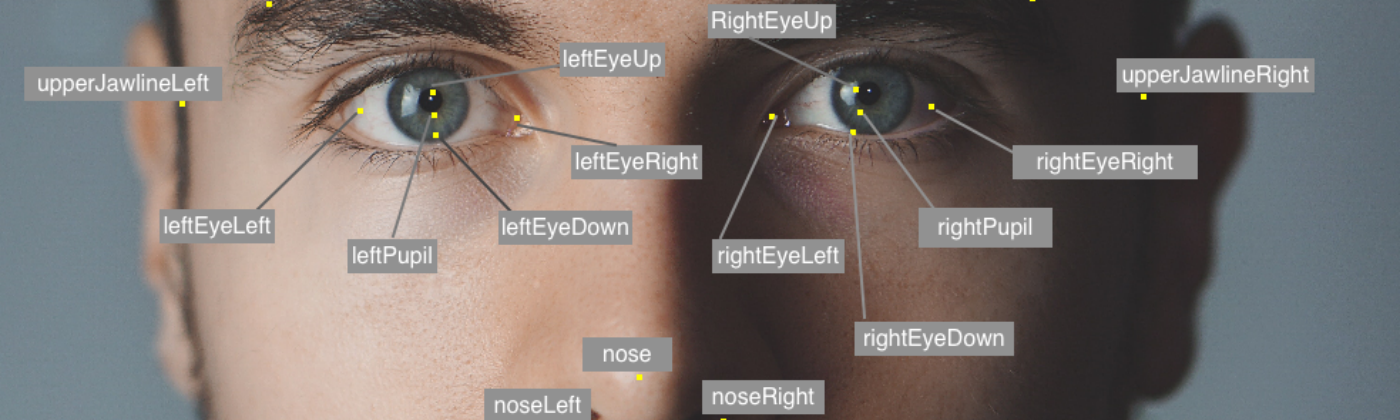 RightEyeUp
leftEyeUp
upperJawlineLeft
upperJawlineRight
leftEyeRight
rightEyeRight
leftEyeLeft
leftEyeDown
rightPupil
leftPupil
rightEyeLeft
rightEyeDown
nose
noseLeft
noseRight